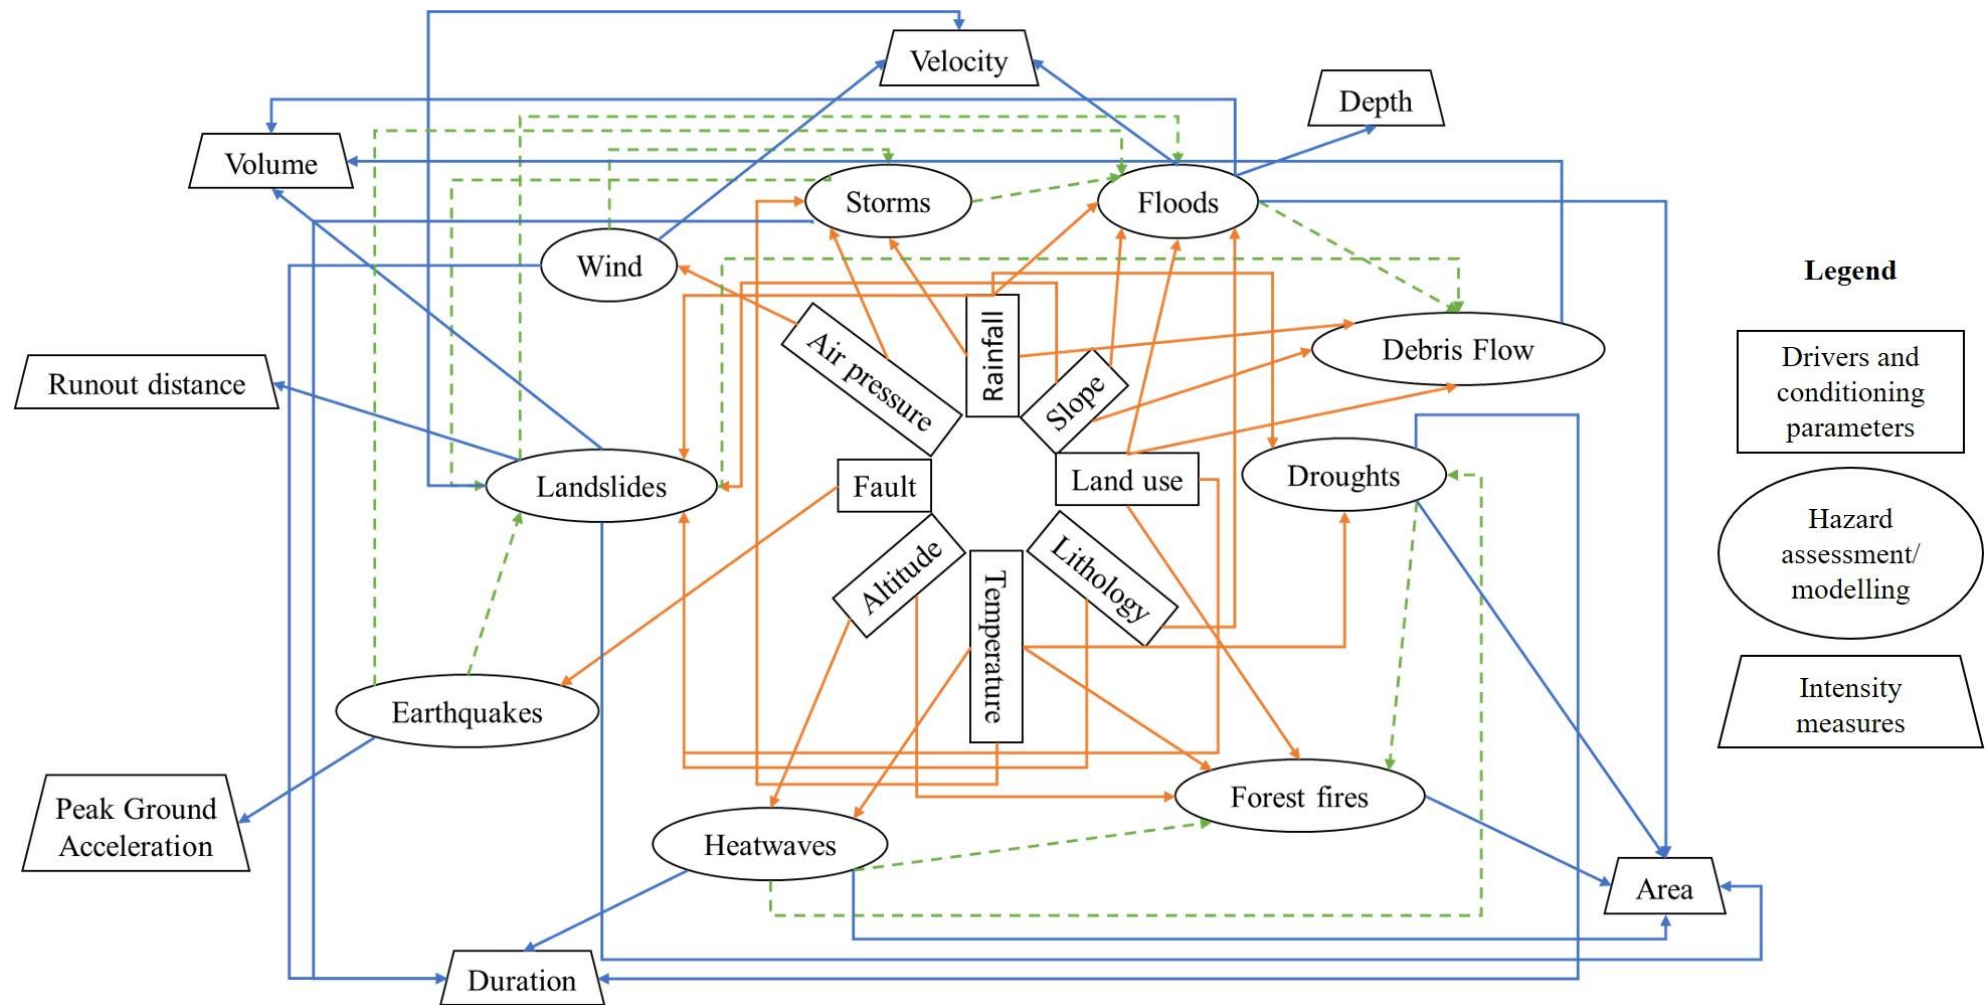 Velocity
Depth
Volume
Storms
Floods
Wind
Legend
Rainfall
Air pressure
Slope
Debris Flow
Drivers and
conditioning
parameters
Runout distance
Landslides
Fault
Land use
Droughts
Altitude
Temperature
Lithology
Hazard
assessment/
modelling
Earthquakes
Intensity
measures
Peak Ground
Acceleration
Forest fires
Heatwaves
Area
Duration